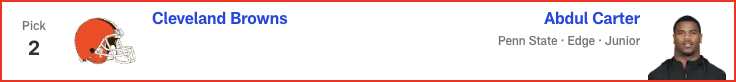 Pick
2
Cleveland Browns
Abdul Carter
Penn State · Edge · Junior